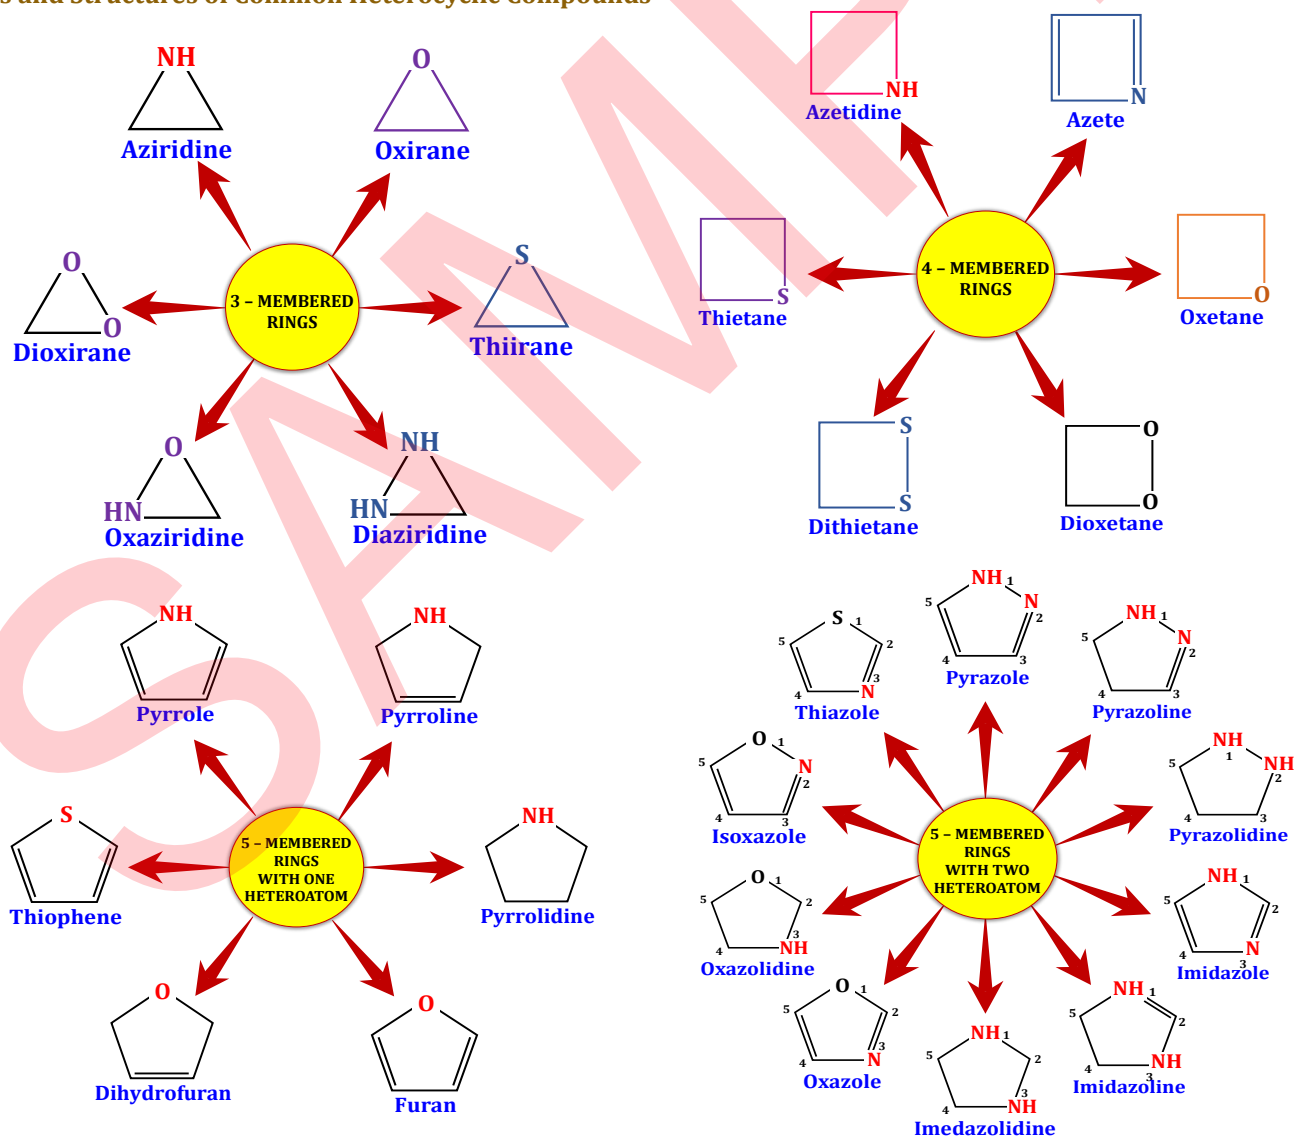 s and Structures of Common Heterocyclic Compounds
NH
Aziridine
O
Oxirane
O
O
Dioxirane
3 – MEMBERED
RINGS
S
Thiirane
O
HN
Oxaziridine
NH
HN
Diaziridine
NH
Azetidine
N
Azete
S
Thietane
4 – MEMBERED
RINGS
O
Oxetane
S
S
Dithietane
O
O
Dioxetane
NH
Pyrrole
NH
Pyrroline
S
Thiophene
5 – MEMBERED
RINGS
WITH ONE
HETEROATOM
NH
Pyrrolidine
O
Dihydrofuran
O
Furan
S 1
5 2
3
4 N
Thiazole
NH 1
5 N
2
4 3
Pyrazole
NH 1
5 N
2
4 3
Pyrazoline
O 1
5 N
2
4 3
Isoxazole
5 – MEMBERED
RINGS
WITH TWO
HETEROATOM
NH
1
5 NH
2
4 3
Pyrazolidine
O 1
5 2
3
4 NH
Oxazolidine
NH 1
5 2
4 N
3
Imidazole
O 1
5 2
3
4 N
Oxazole
NH 1
5 2
3
4 NH
Imedazolidine
NH 1
5 2
4 NH
3
Imidazoline
SAMP